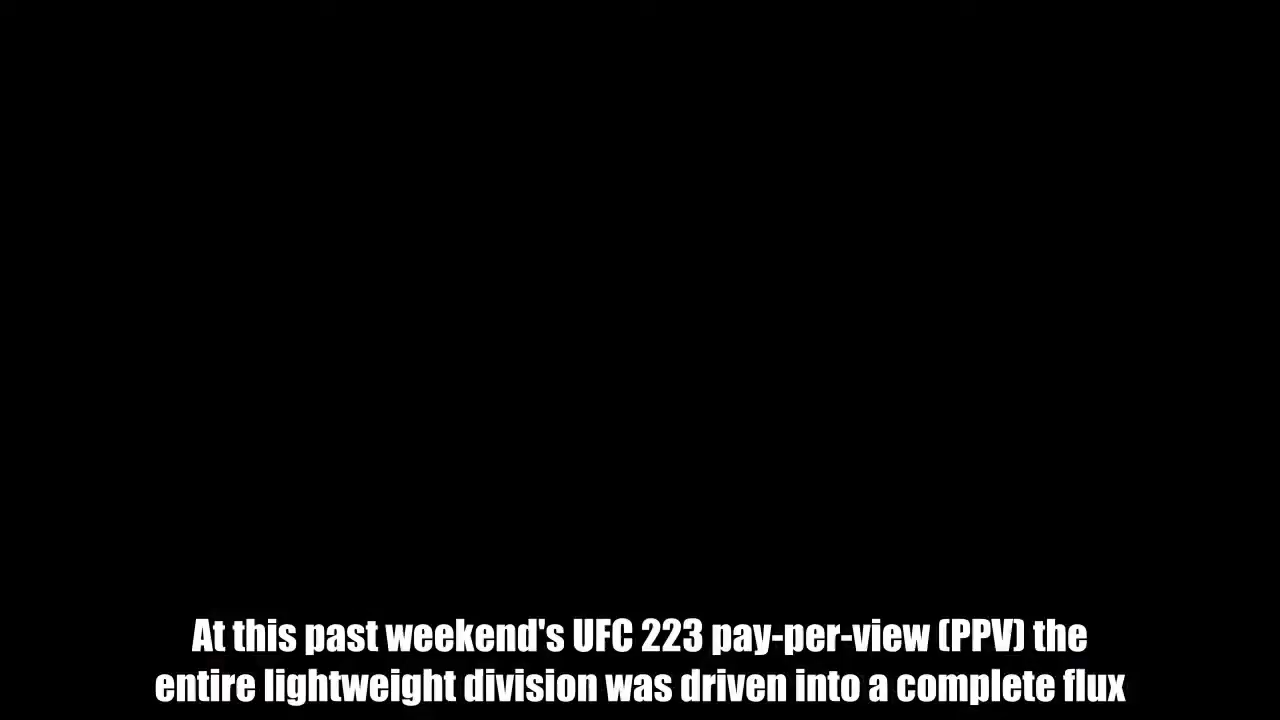 At this past weekend's UFC 223 pay-per-view (PPV) the
entire lightweight division was driven into a complete flux